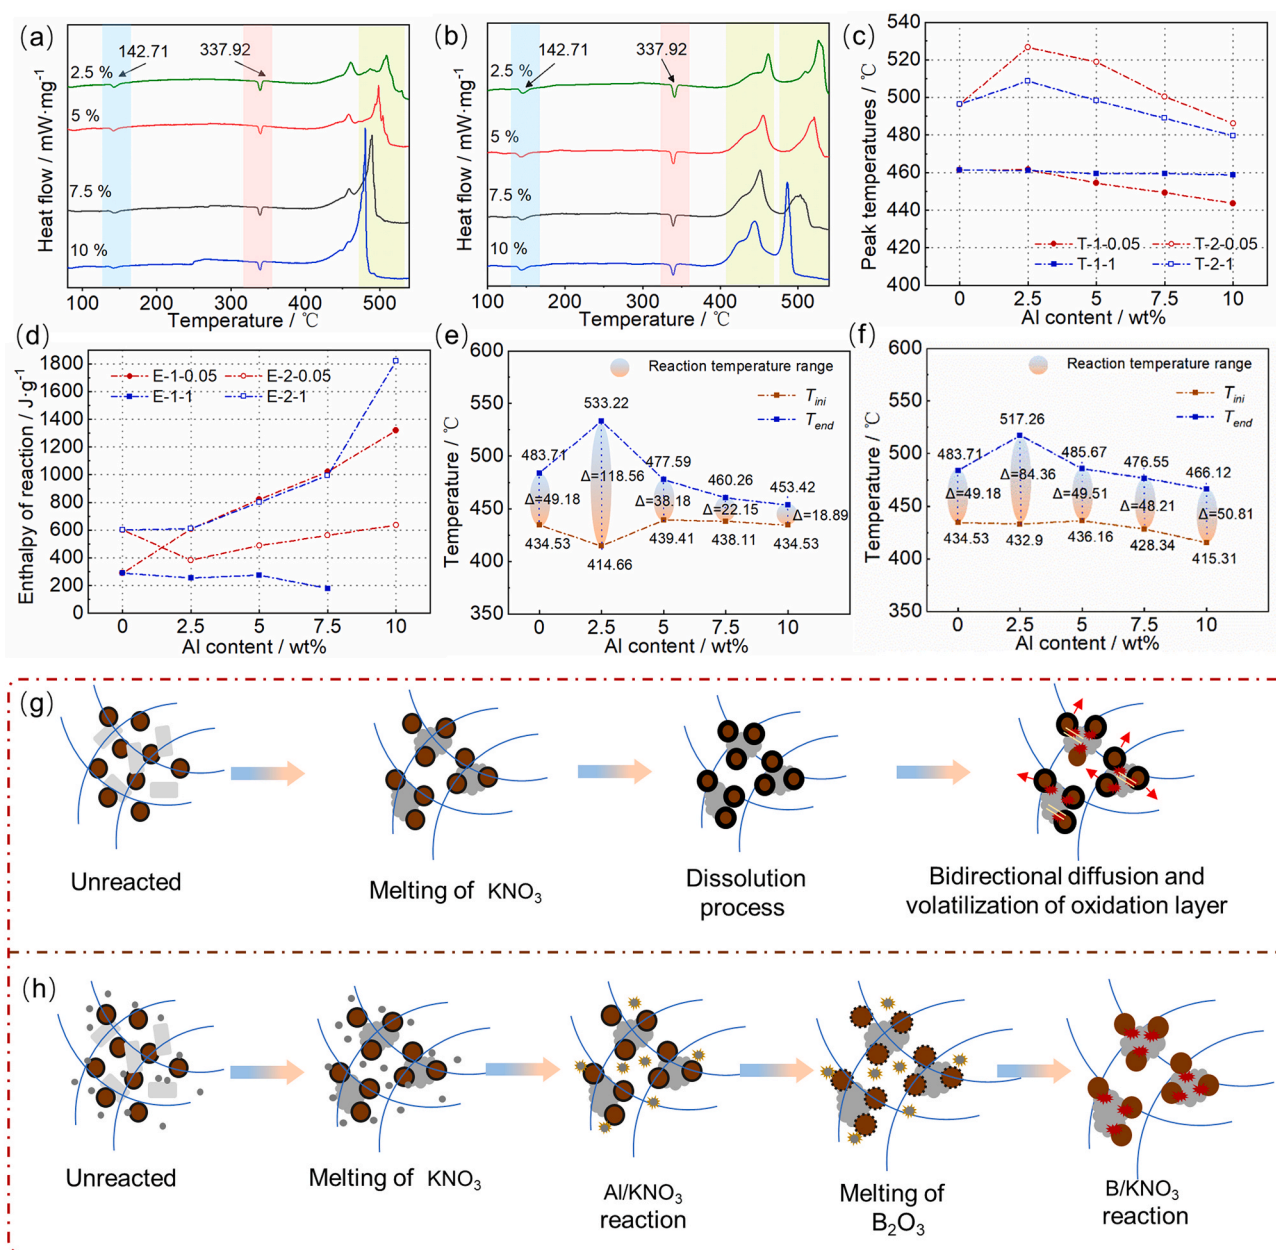 (a)
142.71
337.92
2.5 %
5 %
7.5 %
10 %
Heat flow / mW·mg⁻¹
100
200
300
400
500
Temperature / ℃
(b)
142.71
337.92
2.5 %
5 %
7.5 %
10 %
Heat flow / mW·mg⁻¹
100
200
300
400
500
Temperature / ℃
(c)
540
520
500
480
460
440
420
400
Peak temperatures / ℃
T-1-0.05
T-2-0.05
T-1-1
T-2-1
0
2.5
5
7.5
10
Al content / wt%
(d)
1800
1600
1400
1200
1000
800
600
400
200
0
Enthalpy of reaction / J·g⁻¹
E-1-0.05
E-2-0.05
E-1-1
E-2-1
0
2.5
5
7.5
10
Al content / wt%
(e)
600
550
500
450
400
350
Temperature / ℃
Reaction temperature range
T_ini
T_end
483.71
533.22
477.59
460.26
453.42
Δ=49.18
Δ=118.56
Δ=38.18
Δ=22.15
Δ=18.89
434.53
414.66
439.41
438.11
434.53
0
2.5
5
7.5
10
Al content / wt%
(f)
600
550
500
450
400
350
Temperature / ℃
Reaction temperature range
T_ini
T_end
483.71
517.26
485.67
476.55
466.12
Δ=49.18
Δ=84.36
Δ=49.51
Δ=48.21
Δ=50.81
434.53
432.9
436.16
428.34
415.31
0
2.5
5
7.5
10
Al content / wt%
(g)
Unreacted
Melting of KNO₃
Dissolution
process
Bidirectional diffusion and
volatilization of oxidation layer
(h)
Unreacted
Melting of KNO₃
Al/KNO₃
reaction
Melting of
B₂O₃
B/KNO₃
reaction